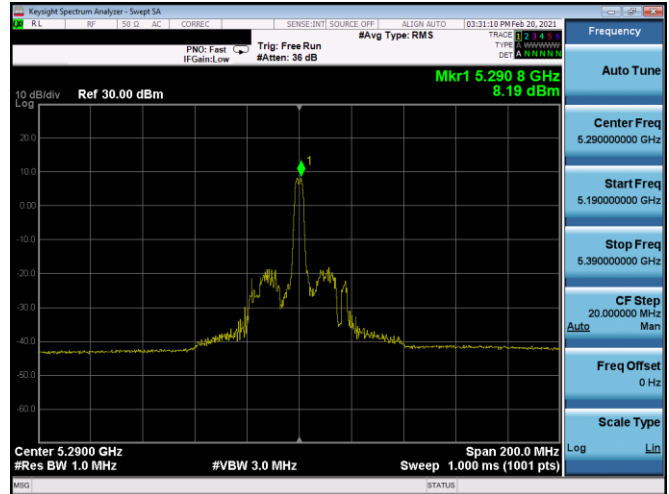 Keysight Spectrum Analyzer - Swept SA
LXI RL RF 50 Ω AC CORREC SENSE:INT SOURCE OFF ALIGN AUTO 03:31:10 PM Feb 20, 2021
#Avg Type: RMS
TRACE 1 2 3 4 5 6
PNO: Fast Trig: Free Run
TYPE A WWWWW
IFGain:Low #Atten: 36 dB
DET A N N N N N
Mkr1 5.290 8 GHz
8.19 dBm
10 dB/div Ref 30.00 dBm
Log
20.0
1
10.0
0.00
-10.0
-20.0
-30.0
-40.0
-50.0
-60.0
Center 5.2900 GHz Span 200.0 MHz
#Res BW 1.0 MHz #VBW 3.0 MHz Sweep 1.000 ms (1001 pts)
MSG STATUS
Frequency
Auto Tune
Center Freq
5.290000000 GHz
Start Freq
5.190000000 GHz
Stop Freq
5.390000000 GHz
CF Step
20.000000 MHz
Auto Man
Freq Offset
0 Hz
Scale Type
Log Lin